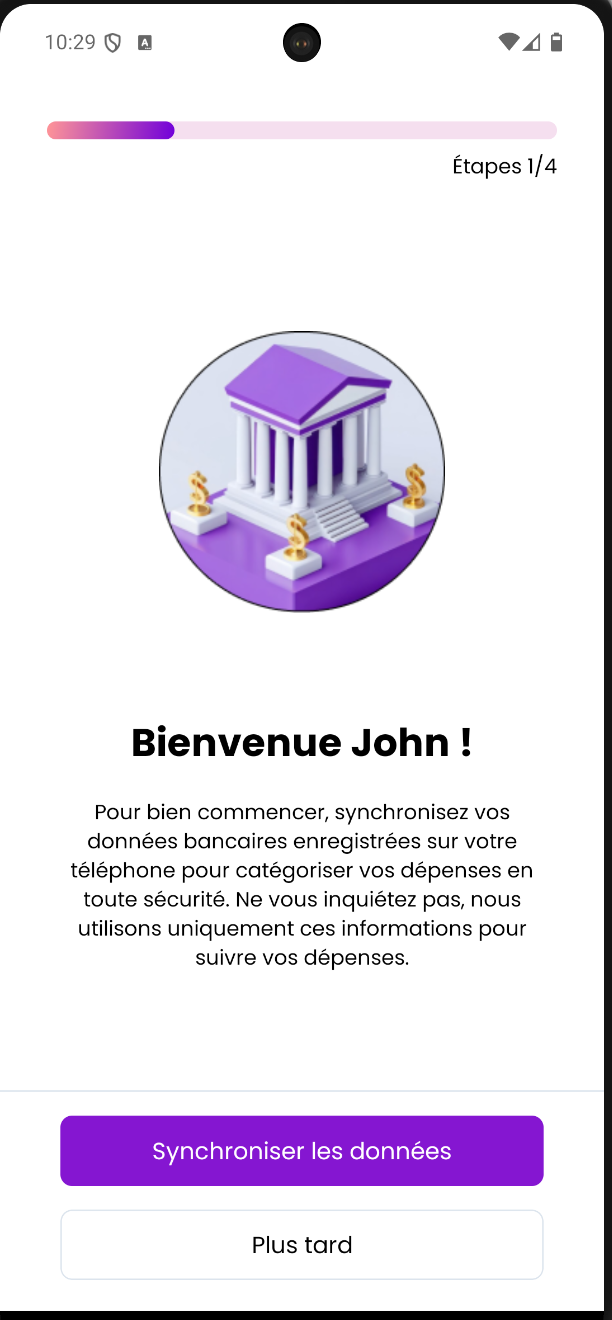 10:29
A
Étapes 1/4
Bienvenue John !
Pour bien commencer, synchronisez vos
données bancaires enregistrées sur votre
téléphone pour catégoriser vos dépenses en
toute sécurité. Ne vous inquiétez pas, nous
utilisons uniquement ces informations pour
suivre vos dépenses.
Synchroniser les données
Plus tard